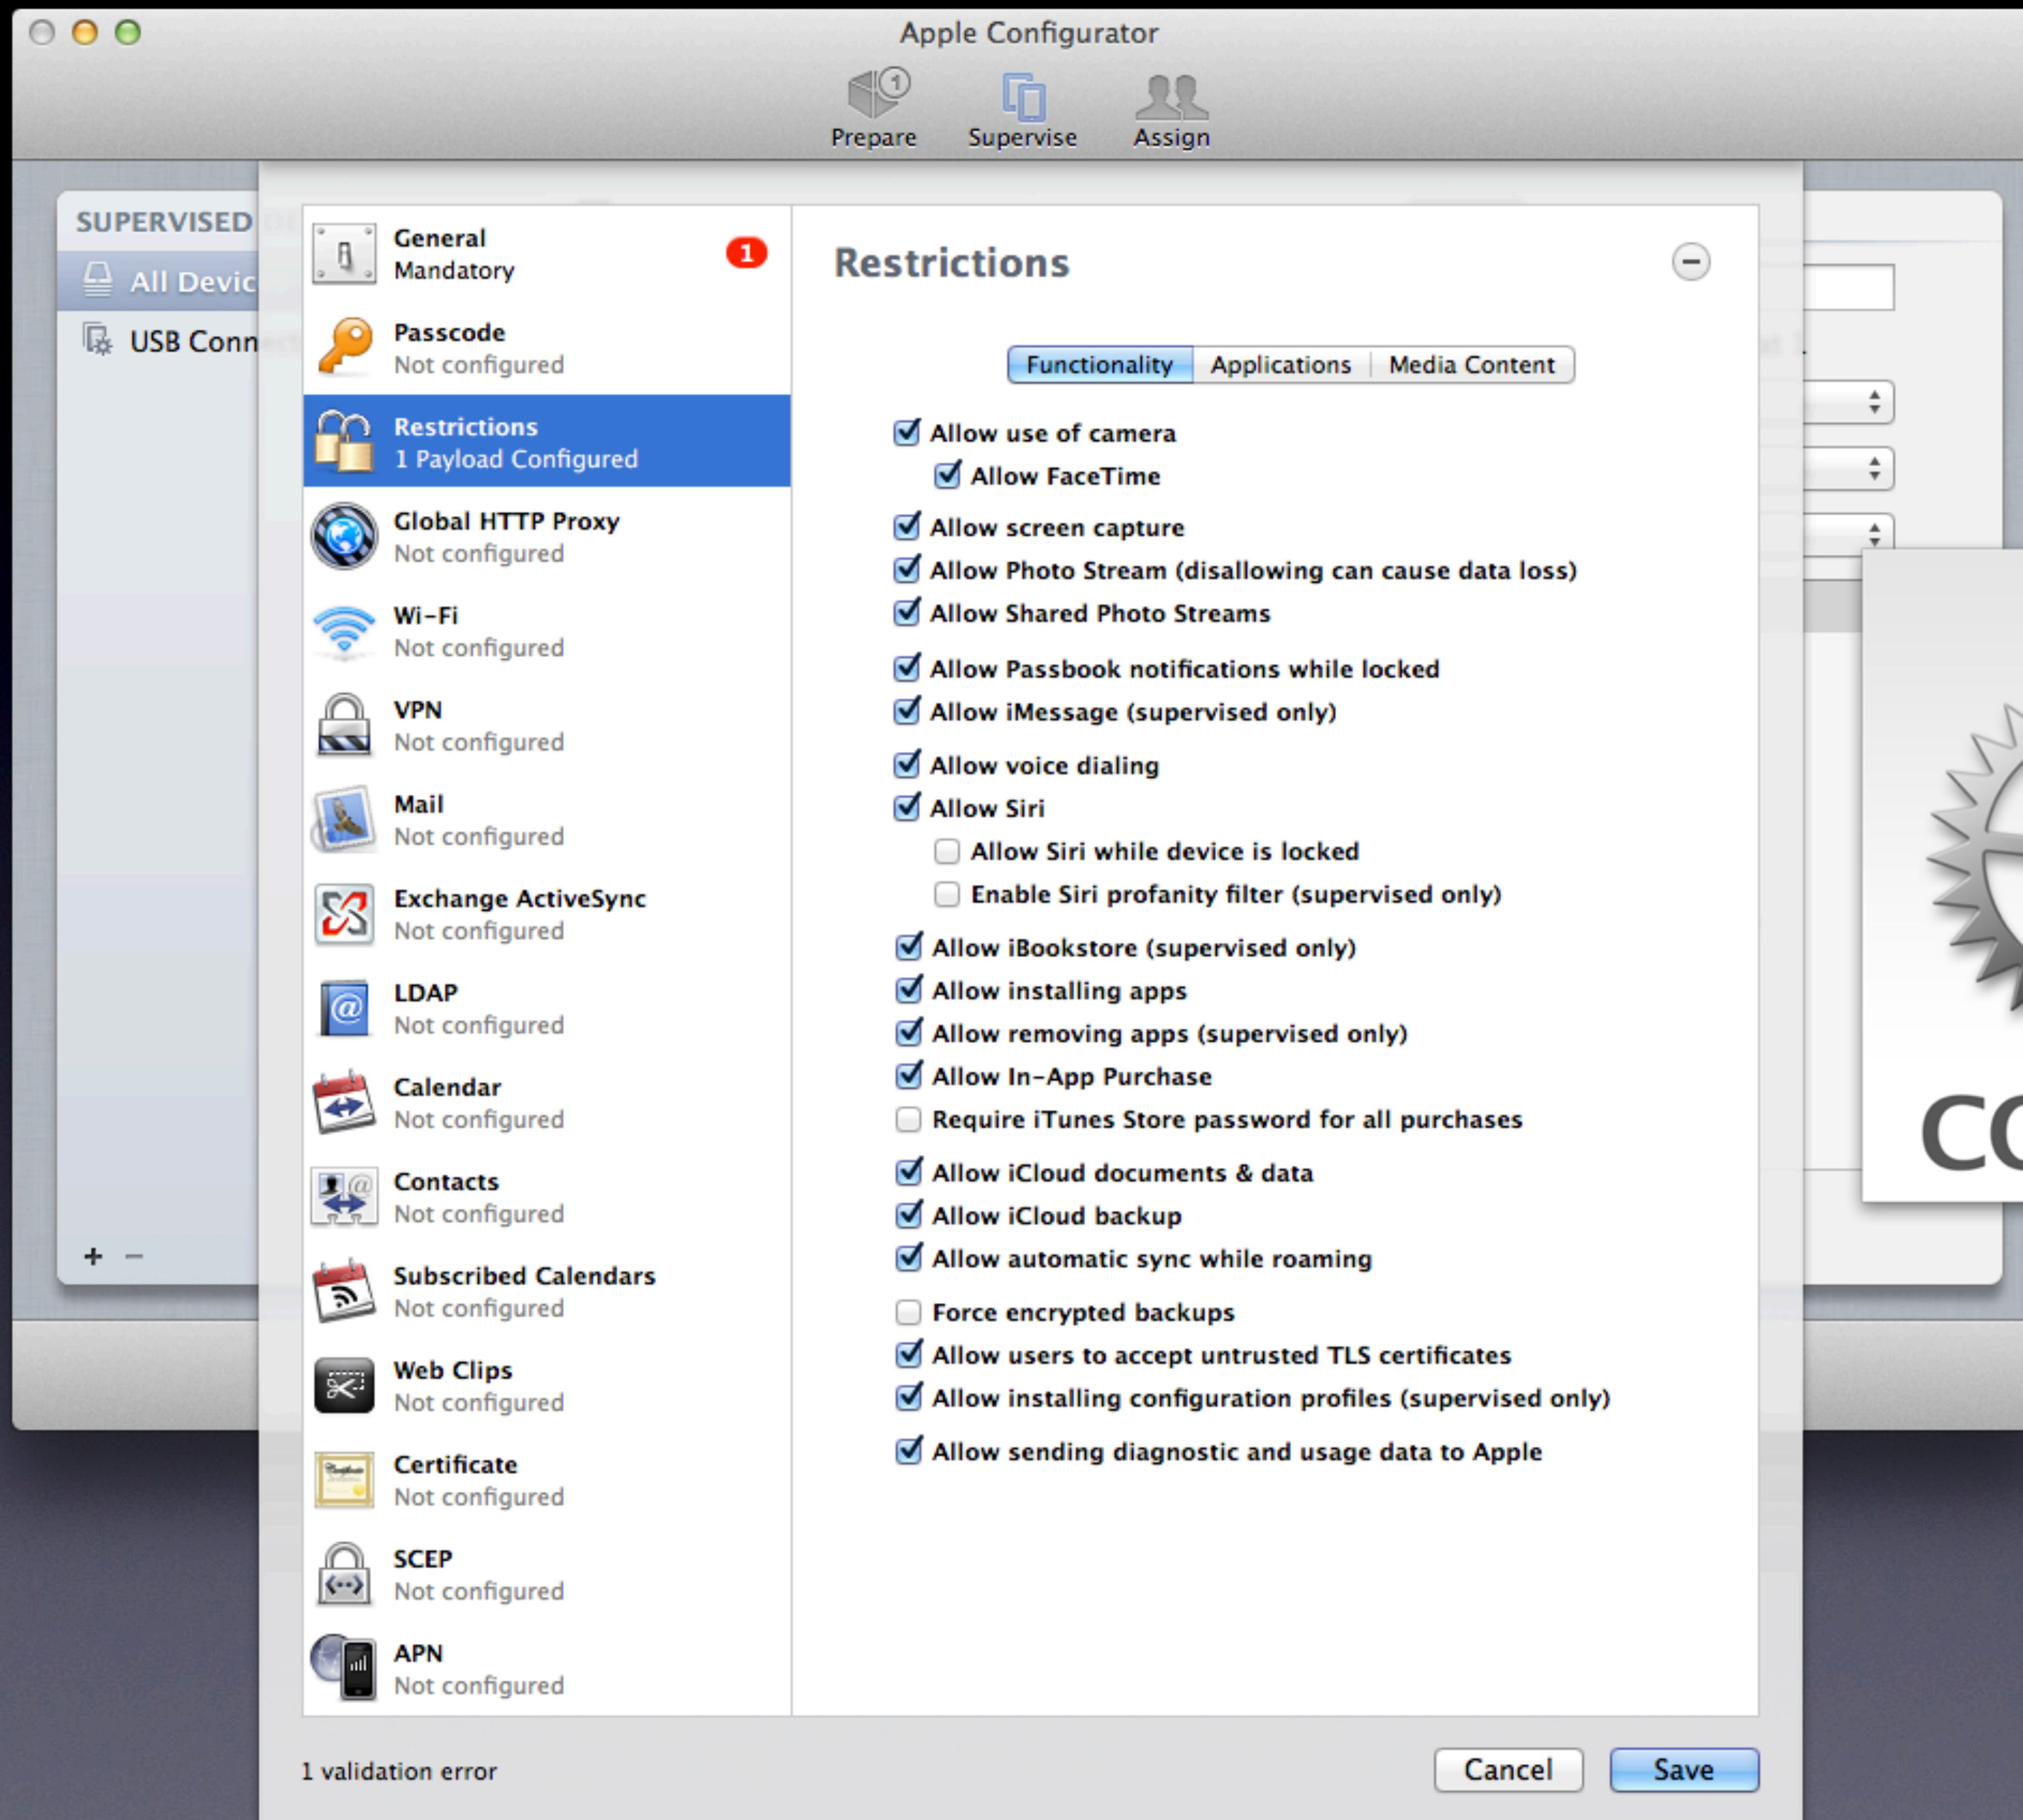 Apple Configurator
1
Prepare
Supervise
Assign
SUPERVISED
All Devic
USB Conn
General
Mandatory
1
Passcode
Not configured
Restrictions
1 Payload Configured
Global HTTP Proxy
Not configured
Wi-Fi
Not configured
VPN
Not configured
Mail
Not configured
Exchange ActiveSync
Not configured
LDAP
Not configured
Calendar
Not configured
Contacts
Not configured
Subscribed Calendars
Not configured
Web Clips
Not configured
Certificate
Not configured
SCEP
Not configured
APN
Not configured
Restrictions
Functionality
Applications
Media Content
Allow use of camera
Allow FaceTime
Allow screen capture
Allow Photo Stream (disallowing can cause data loss)
Allow Shared Photo Streams
Allow Passbook notifications while locked
Allow iMessage (supervised only)
Allow voice dialing
Allow Siri
Allow Siri while device is locked
Enable Siri profanity filter (supervised only)
Allow iBookstore (supervised only)
Allow installing apps
Allow removing apps (supervised only)
Allow In-App Purchase
Require iTunes Store password for all purchases
Allow iCloud documents & data
Allow iCloud backup
Allow automatic sync while roaming
Force encrypted backups
Allow users to accept untrusted TLS certificates
Allow installing configuration profiles (supervised only)
Allow sending diagnostic and usage data to Apple
1 validation error
Cancel
Save